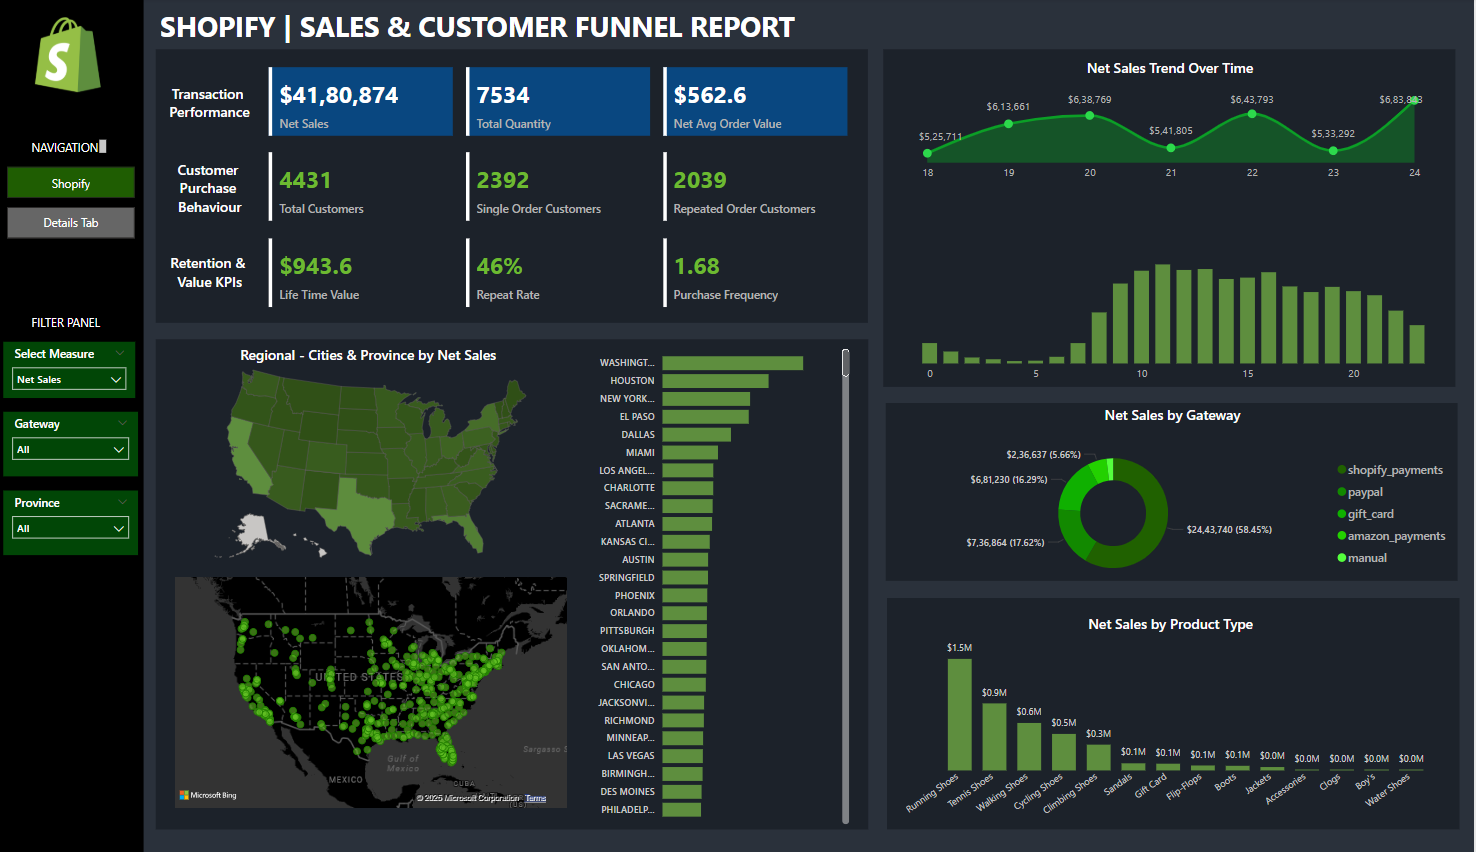 SHOPIFY | SALES & CUSTOMER FUNNEL REPORT
S
NAVIGATION
Shopify
Details Tab
FILTER PANEL
Select Measure
Net Sales
Gateway
All
Province
All
Transaction
Performance
$41,80,874
Net Sales
7534
Total Quantity
$562.6
Net Avg Order Value
Customer
Purchase
Behaviour
4431
Total Customers
2392
Single Order Customers
2039
Repeated Order Customers
Retention &
Value KPIs
$943.6
Life Time Value
46%
Repeat Rate
1.68
Purchase Frequency
Regional - Cities & Province by Net Sales
WASHINGT...
HOUSTON
NEW YORK...
EL PASO
DALLAS
MIAMI
LOS ANGEL...
CHARLOTTE
SACRAME...
ATLANTA
KANSAS CI...
AUSTIN
SPRINGFIELD
PHOENIX
ORLANDO
PITTSBURGH
OKLAHOM...
SAN ANTO...
CHICAGO
JACKSONVI...
RICHMOND
MINNEAP...
LAS VEGAS
BIRMINGH...
DES MOINES
PHILADELP...
UNITED STATES
MEXICO
Gulf of
Mexico
Sargasso S
CUBA
Microsoft Bing
© 2025 Microsoft Corporation Terms
Net Sales Trend Over Time
$5,25,711
$6,13,661
$6,38,769
$5,41,805
$6,43,793
$5,33,292
18 19 20 21 22 23 24
0 5 10 15 20
Net Sales by Gateway
$2,36,637 (5.66%)
$6,81,230 (16.29%)
$7,36,864 (17.62%)
$24,43,740 (58.45%)
shopify_payments
paypal
gift_card
amazon_payments
manual
Net Sales by Product Type
$1.5M $0.9M $0.6M $0.5M $0.3M $0.1M $0.1M $0.1M $0.1M $0.0M $0.0M $0.0M $0.0M $0.0M
Running Shoes Tennis Shoes Walking Shoes Cycling Shoes Climbing Shoes Sandals Gift Card Flip-Flops Boots Jackets Accessories Clogs Boy's Water Shoes